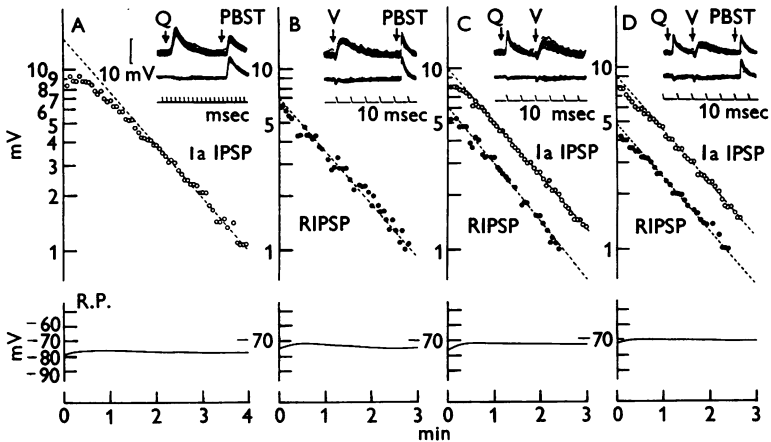 A
Q PBST
10 mV
msec
Ia IPSP
mV
10
9
8
7
5
4
3
2
1
B
V PBST
10 msec
RIPSP
10
5
1
C
Q V
10 msec
Ia IPSP
RIPSP
10
5
1
D
Q V PBST
10 msec
Ia IPSP
RIPSP
10
5
1
R.P.
mV
-60
-70
-80
-90
-70
-70
-70
0 1 2 3 4
0 1 2 3
0 1 2 3
0 1 2 3
min